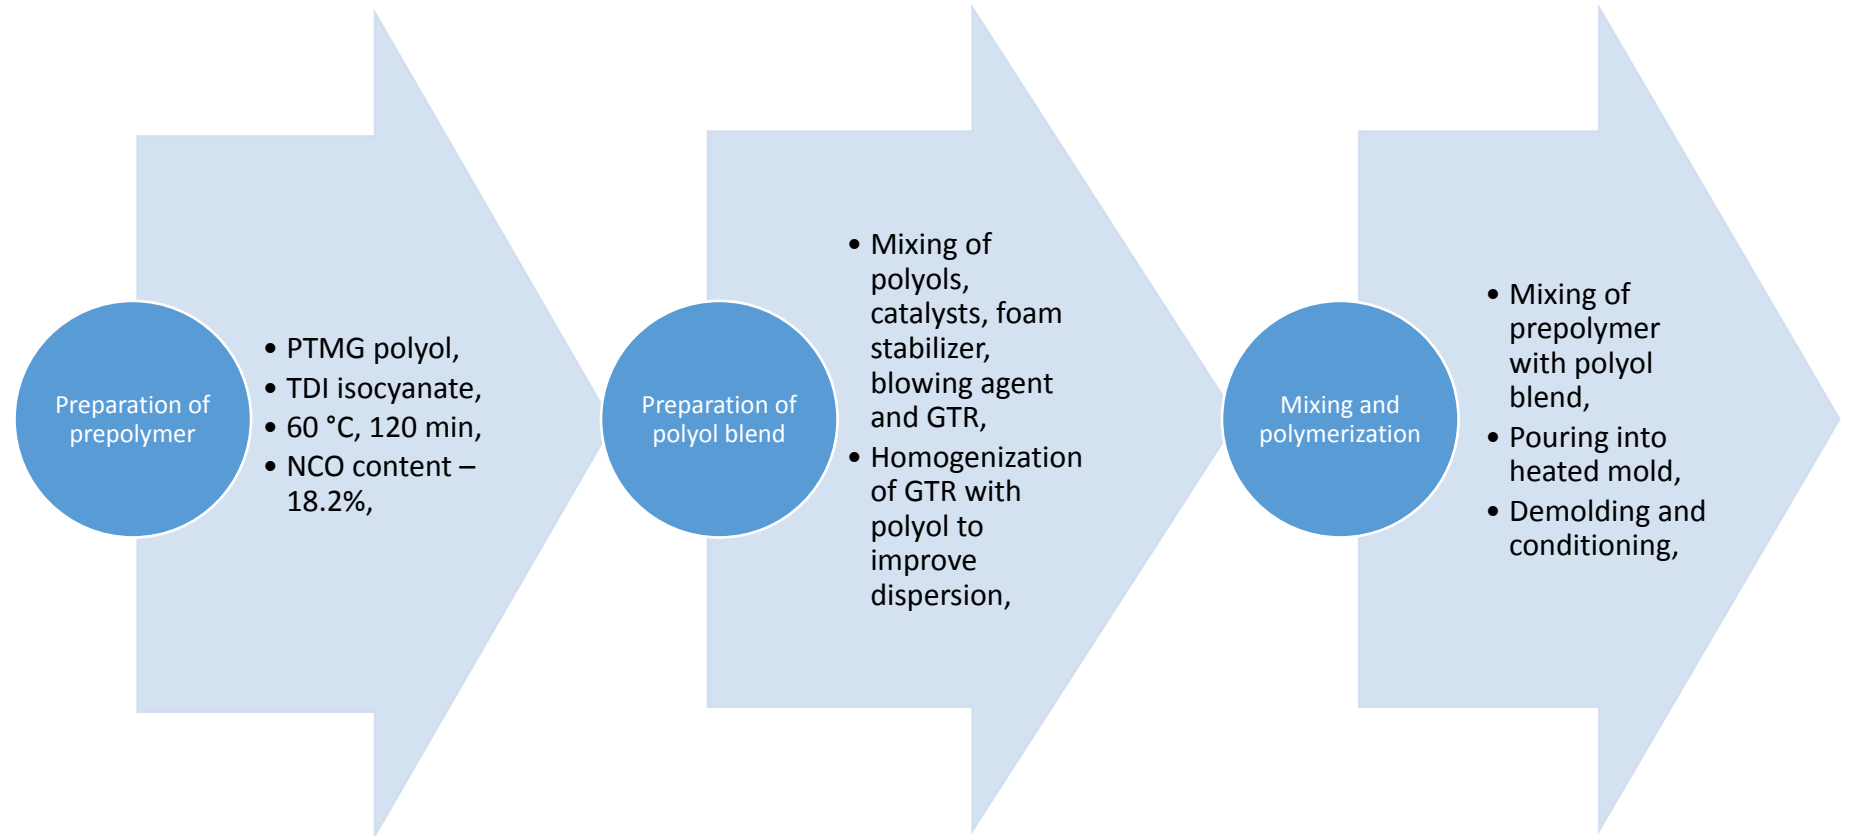 Preparation of
prepolymer
• PTMG polyol,
• TDI isocyanate,
• 60 °C, 120 min,
• NCO content –
18.2%,
Preparation of
polyol blend
• Mixing of
polyols,
catalysts, foam
stabilizer,
blowing agent
and GTR,
• Homogenization
of GTR with
polyol to
improve
dispersion,
Mixing and
polymerization
• Mixing of
prepolymer
with polyol
blend,
• Pouring into
heated mold,
• Demolding and
conditioning,